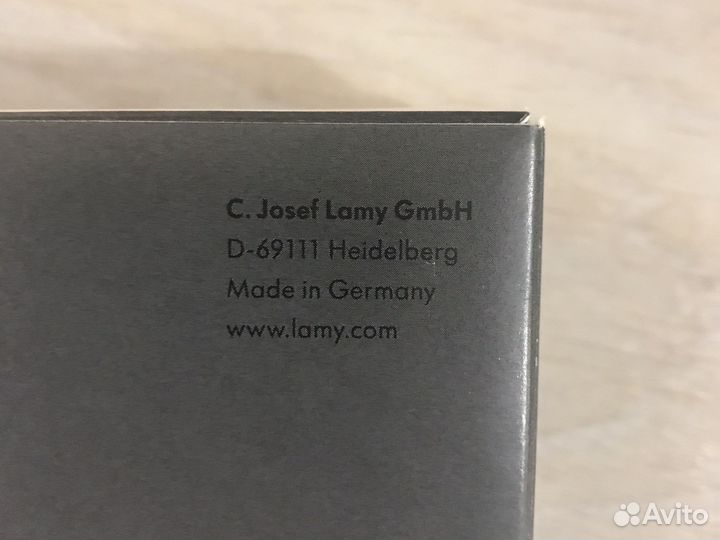 C. Josef Lamy GmbH
D-69111 Heidelberg
Made in Germany
www.lamy.com
Avito